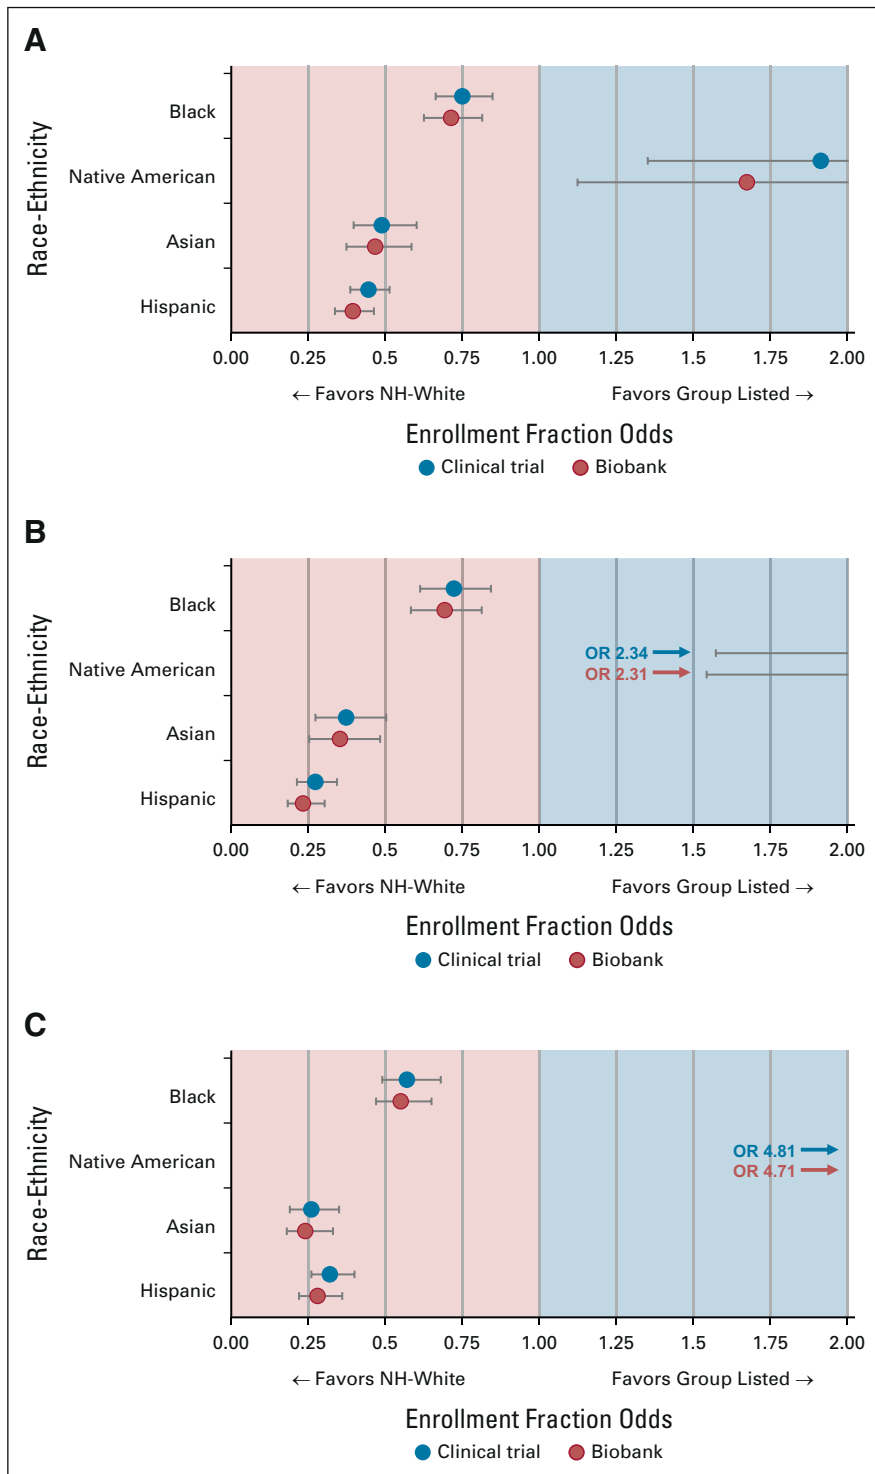 A
Race-Ethnicity
Black
Native American
Asian
Hispanic
0.00 0.25 0.5 0.75 1.00 1.25 1.5 1.75 2.00
← Favors NH-White Favors Group Listed →
Enrollment Fraction Odds
Clinical trial Biobank
B
Race-Ethnicity
Black
Native American
OR 2.34
OR 2.31
Asian
Hispanic
0.00 0.25 0.5 0.75 1.00 1.25 1.5 1.75 2.00
← Favors NH-White Favors Group Listed →
Enrollment Fraction Odds
Clinical trial Biobank
C
Race-Ethnicity
Black
Native American
OR 4.81
OR 4.71
Asian
Hispanic
0.00 0.25 0.5 0.75 1.00 1.25 1.5 1.75 2.00
← Favors NH-White Favors Group Listed →
Enrollment Fraction Odds
Clinical trial Biobank